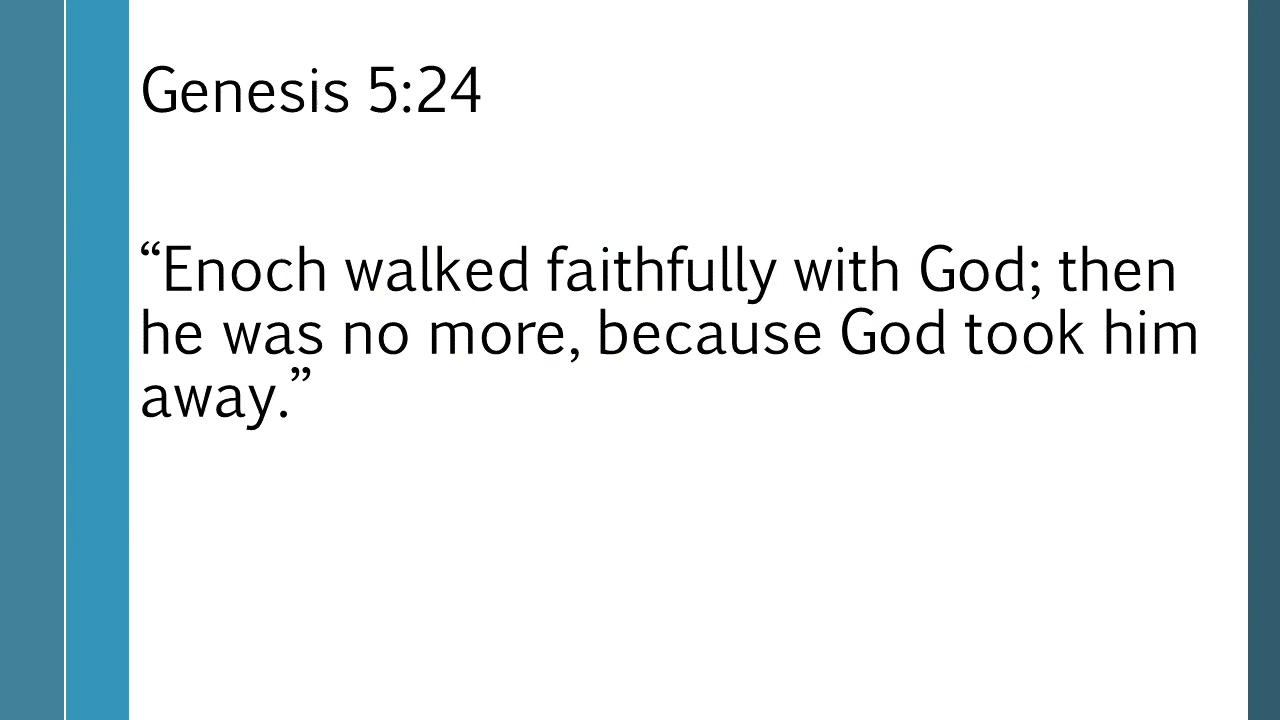 Genesis 5:24
“Enoch walked faithfully with God; then
he was no more, because God took him
away.”